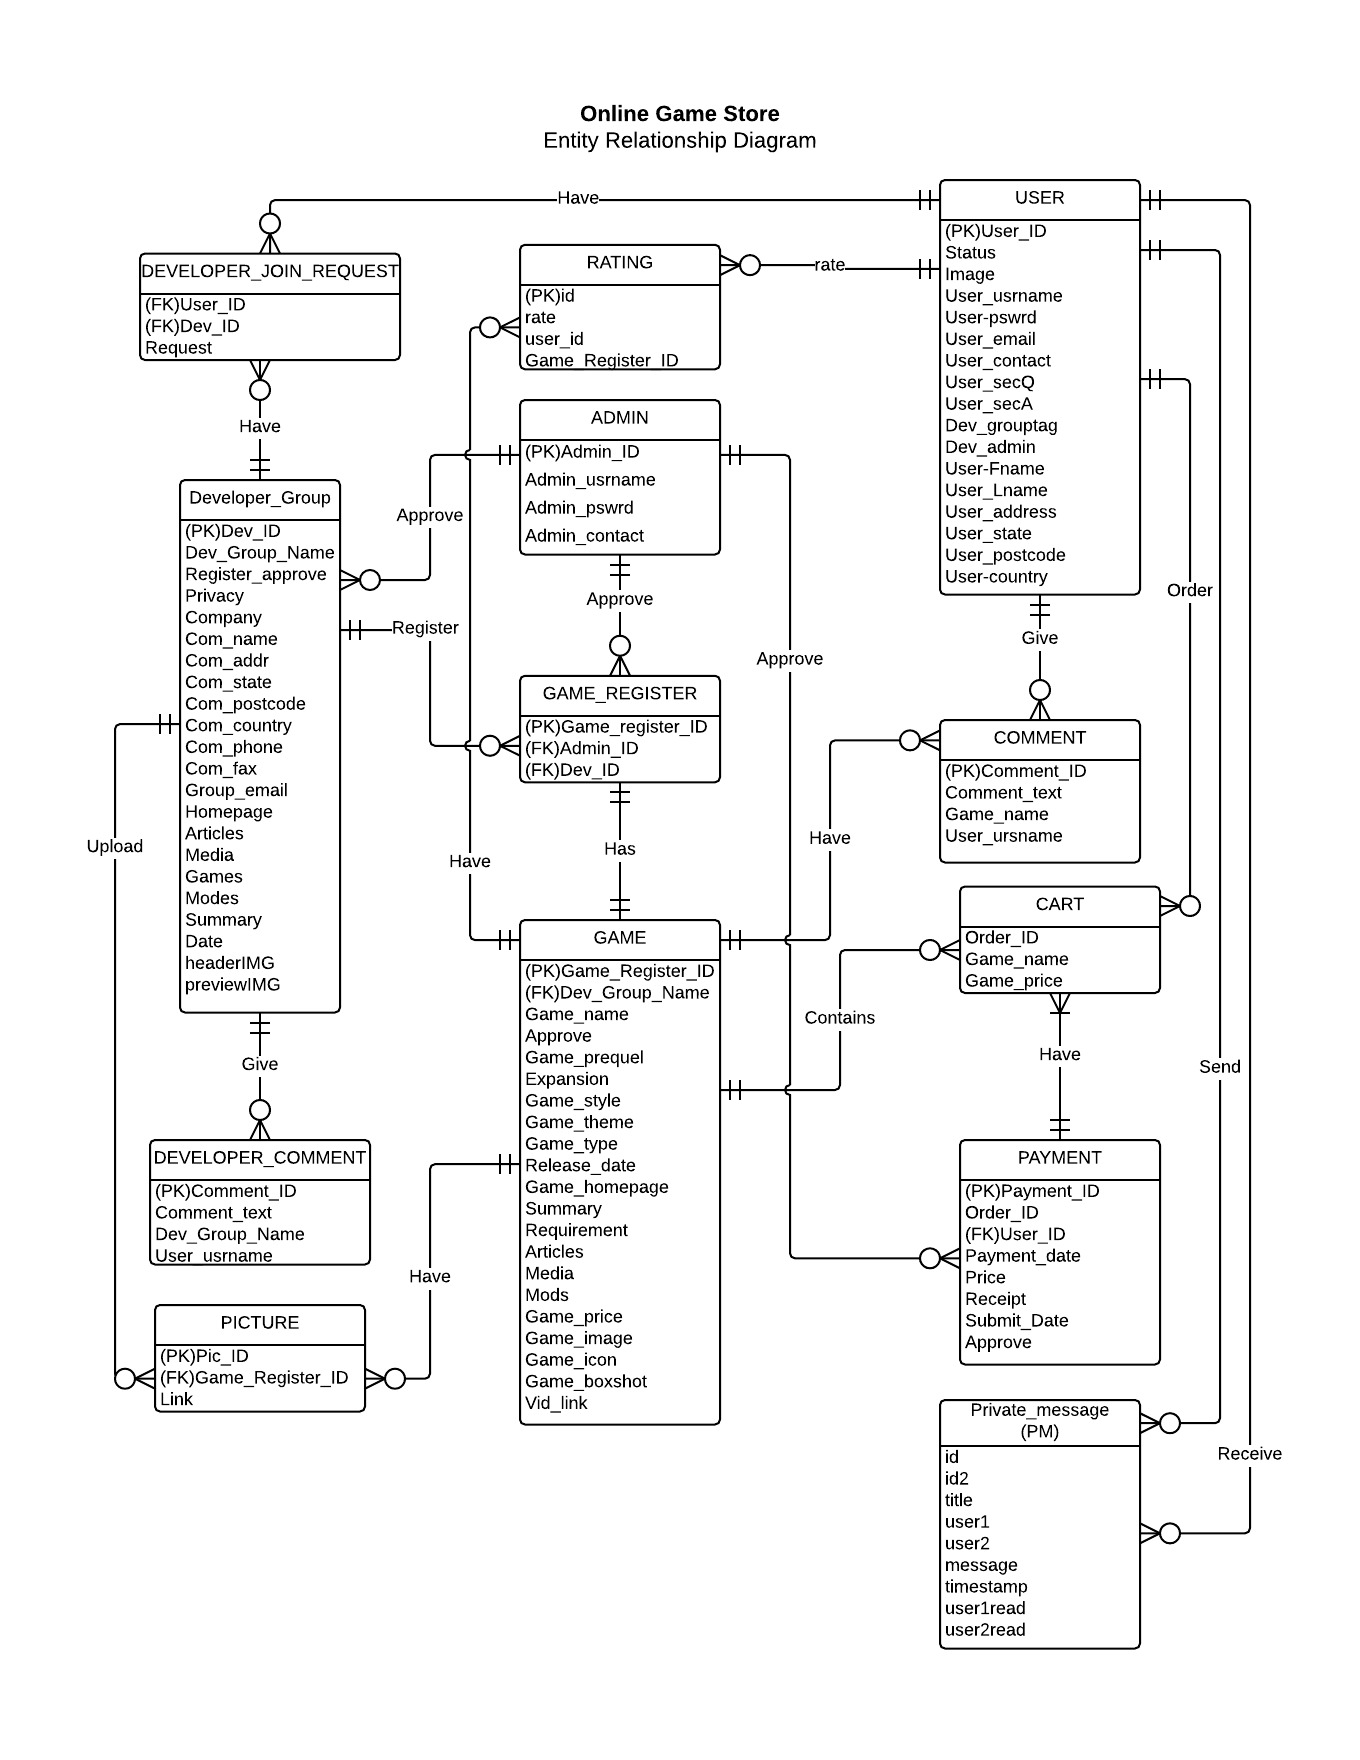 Online Game Store
Entity Relationship Diagram
Have
USER
(PK)User_ID
Status
Image
User_usrname
User-pswrd
User_email
User_contact
User_secQ
User_secA
Dev_grouptag
Dev_admin
User-Fname
User_Lname
User_address
User_state
User_postcode
User-country
DEVELOPER_JOIN_REQUEST
(FK)User_ID
(FK)Dev_ID
Request
RATING
(PK)id
rate
user_id
Game_Register_ID
rate
Have
ADMIN
(PK)Admin_ID
Admin_usrname
Admin_pswrd
Admin_contact
Developer_Group
(PK)Dev_ID
Dev_Group_Name
Register_approve
Privacy
Company
Com_name
Com_addr
Com_state
Com_postcode
Com_country
Com_phone
Com_fax
Group_email
Homepage
Articles
Media
Games
Modes
Summary
Date
headerIMG
previewIMG
Approve
Register
Approve
Approve
Order
Give
GAME_REGISTER
(PK)Game_register_ID
(FK)Admin_ID
(FK)Dev_ID
COMMENT
(PK)Comment_ID
Comment_text
Game_name
User_ursname
Upload
Have
Has
Have
CART
Order_ID
Game_name
Game_price
GAME
(PK)Game_Register_ID
(FK)Dev_Group_Name
Game_name
Approve
Game_prequel
Expansion
Game_style
Game_theme
Game_type
Release_date
Game_homepage
Summary
Requirement
Articles
Media
Mods
Game_price
Game_image
Game_icon
Game_boxshot
Vid_link
Contains
Have
Send
Give
DEVELOPER_COMMENT
(PK)Comment_ID
Comment_text
Dev_Group_Name
User_usrname
PAYMENT
(PK)Payment_ID
Order_ID
(FK)User_ID
Payment_date
Price
Receipt
Submit_Date
Approve
Have
PICTURE
(PK)Pic_ID
(FK)Game_Register_ID
Link
Private_message
(PM)
id
id2
title
user1
user2
message
timestamp
user1read
user2read
Receive